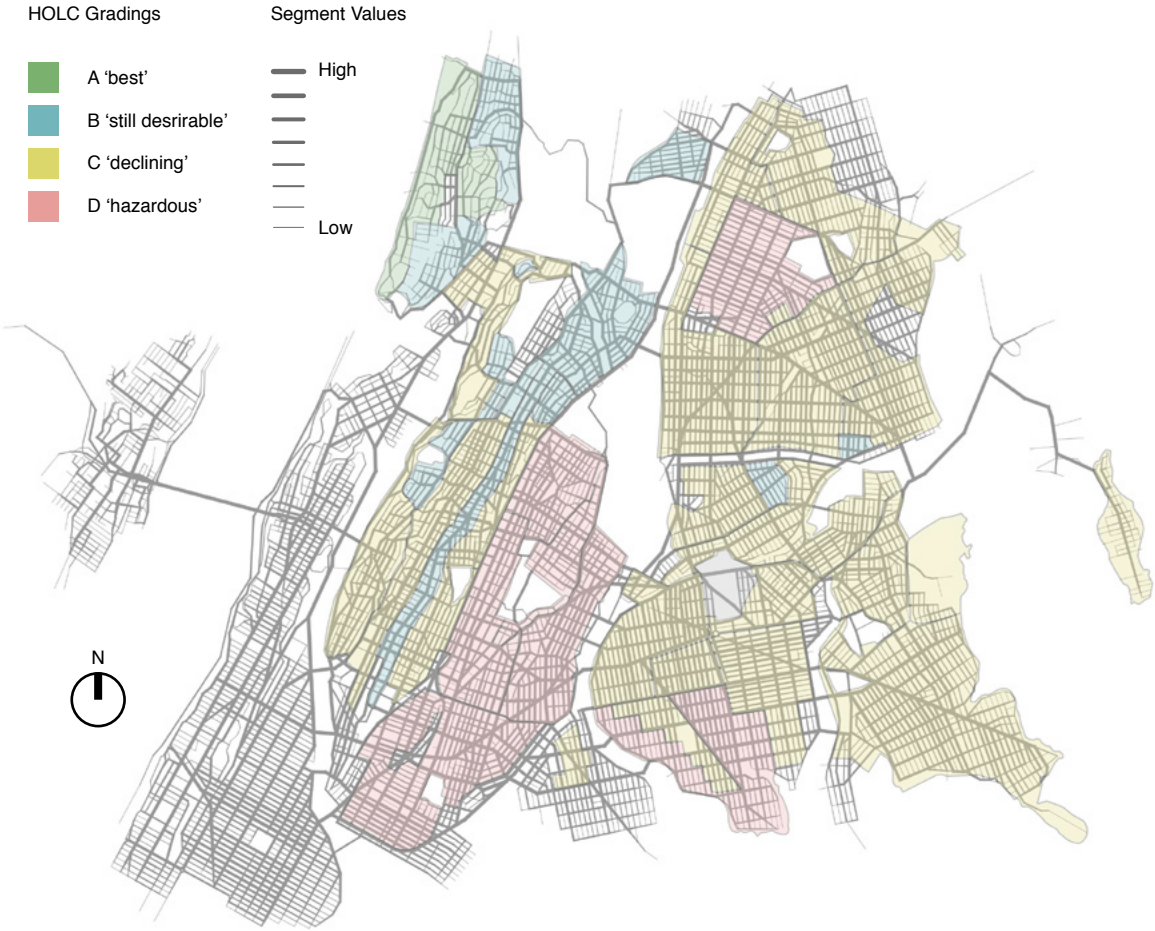 HOLC Gradings
Segment Values
A ‘best’
High
B ‘still desrirable’
C ‘declining’
D ‘hazardous’
Low
N